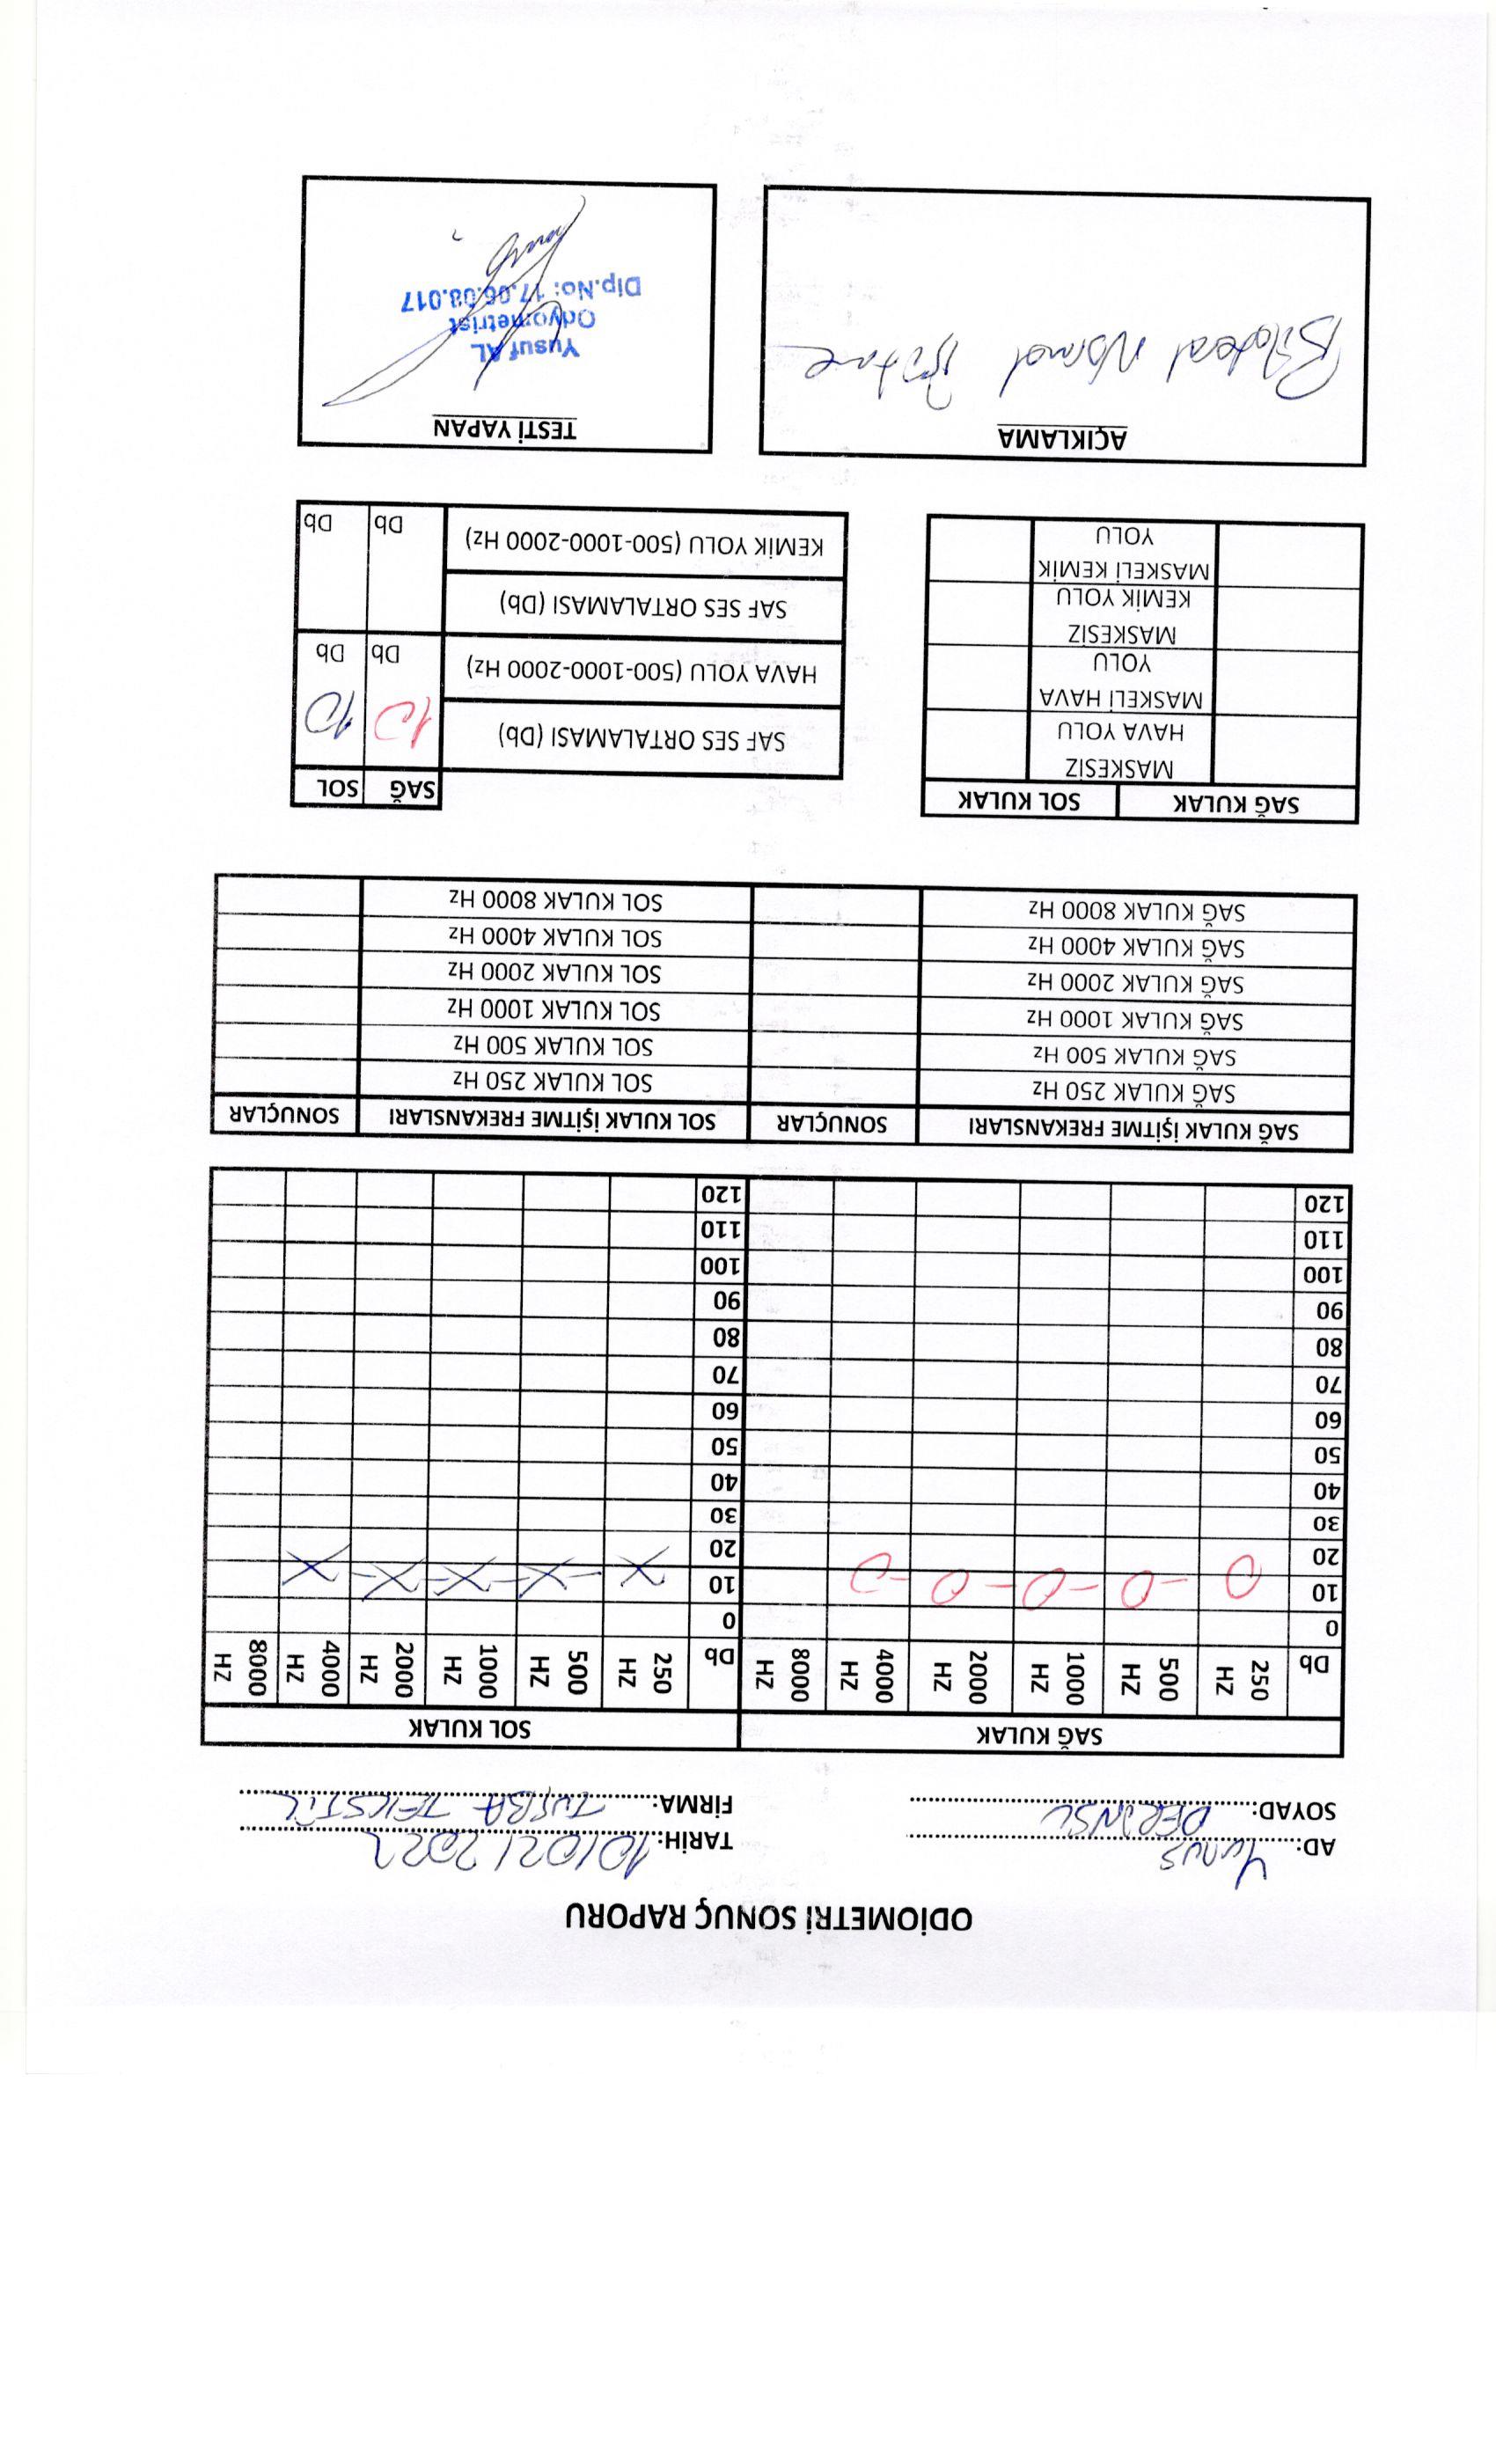 ODİOMETRİ SONUÇ RAPORU
AD: Yunus TARİH: 10/02/2022
SOYAD: FİRMA: TUĞBA TEKSTİL
SAĞ KULAK SOL KULAK
Db 250 HZ 500 HZ 1000 HZ 2000 HZ 4000 HZ 8000 HZ Db 250 HZ 500 HZ 1000 HZ 2000 HZ 4000 HZ 8000 HZ
0 0
10 10
20 20
30 30
40 40
50 50
60 60
70 70
80 80
90 90
100 100
110 110
120 120
SAĞ KULAK İŞİTME FREKANSLARI SONUÇLAR SOL KULAK İŞİTME FREKANSLARI SONUÇLAR
SAĞ KULAK 250 Hz SOL KULAK 250 Hz
SAĞ KULAK 500 Hz SOL KULAK 500 Hz
SAĞ KULAK 1000 Hz SOL KULAK 1000 Hz
SAĞ KULAK 2000 Hz SOL KULAK 2000 Hz
SAĞ KULAK 4000 Hz SOL KULAK 4000 Hz
SAĞ KULAK 8000 Hz SOL KULAK 8000 Hz
SAĞ KULAK SOL KULAK
MASKESİZ
HAVA YOLU
MASKELİ HAVA
YOLU
MASKESİZ
KEMİK YOLU
MASKELİ KEMİK
YOLU
SAĞ SOL
SAF SES ORTALAMASI (Db) 10 10
HAVA YOLU (500-1000-2000 Hz) Db Db
SAF SES ORTALAMASI (Db)
KEMİK YOLU (500-1000-2000 Hz) Db Db
AÇIKLAMA
Bilateral Normal İşitme
TESTİ YAPAN
Yusuf AL
Odyometrist
Dip.No: 17.06.08.017